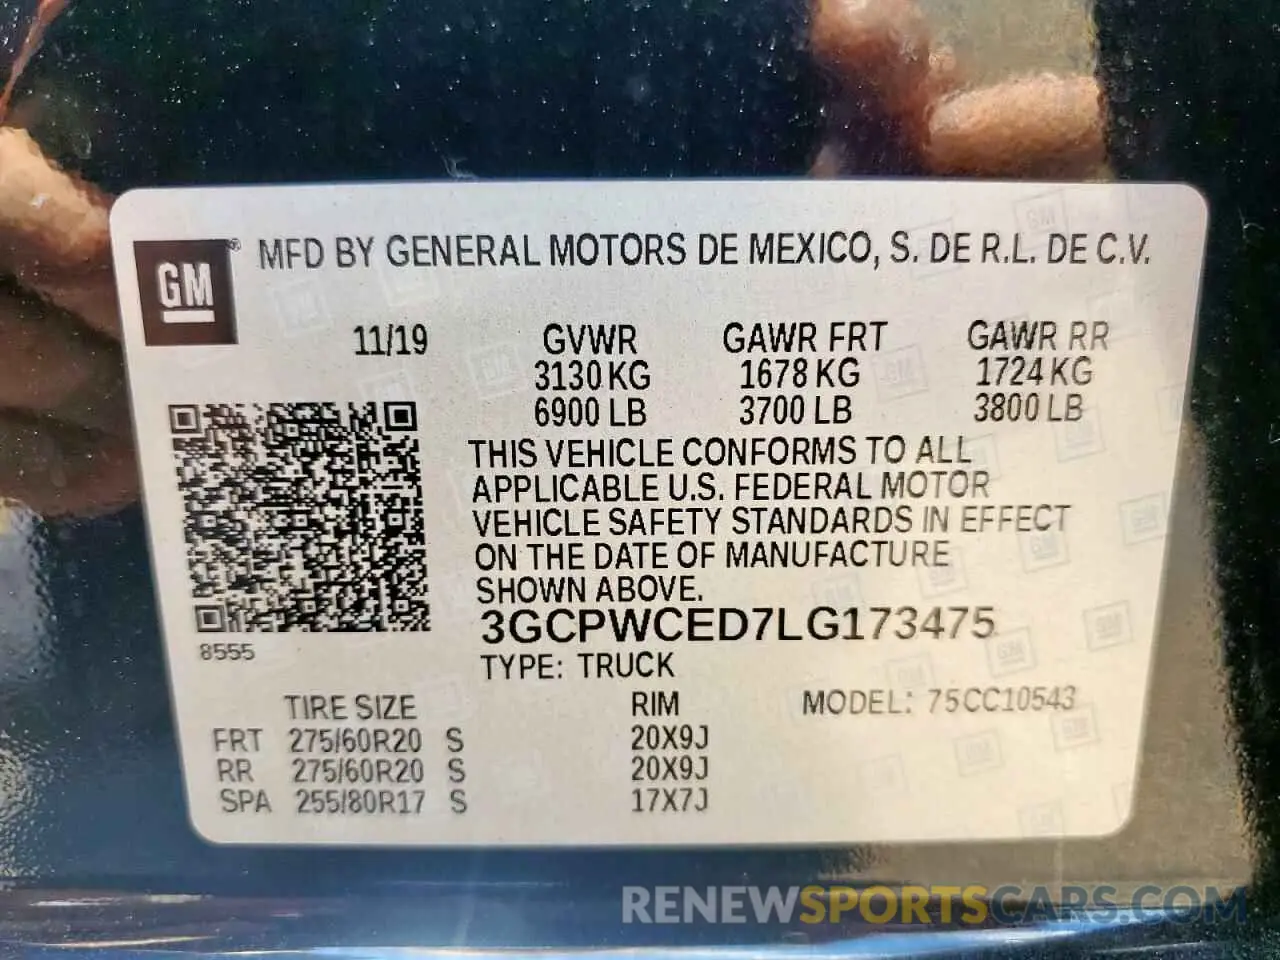 GM ® MFD BY GENERAL MOTORS DE MEXICO, S. DE R.L. DE C.V.
11/19 GVWR GAWR FRT GAWR RR
3130 KG 1678 KG 1724 KG
6900 LB 3700 LB 3800 LB
THIS VEHICLE CONFORMS TO ALL
APPLICABLE U.S. FEDERAL MOTOR
VEHICLE SAFETY STANDARDS IN EFFECT
ON THE DATE OF MANUFACTURE
SHOWN ABOVE.
3GCPWCED7LG173475
8555
TYPE: TRUCK
TIRE SIZE RIM MODEL: 75CC10543
FRT 275/60R20 S 20X9J
RR 275/60R20 S 20X9J
SPA 255/80R17 S 17X7J
RENEWSPORTSCARS.COM